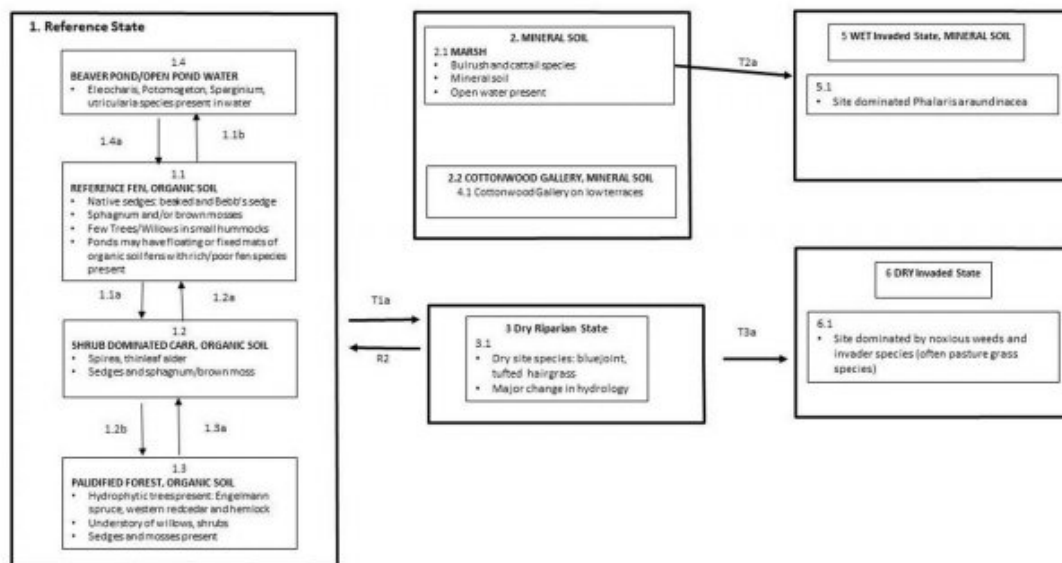 1. Reference State
1.4
BEAVER POND/OPEN POND WATER
• Eleocharis, Potomogeton, Sparginium,
utricularia species present in water
1.4a
1.1b
1.1
REFERENCE FEN, ORGANIC SOIL
• Native sedges: beaked and Bebb's sedge
• Sphagnum and/or brown mosses
• Few Trees/Willows in small hummocks
• Ponds may have floating or fixed mats of
organic soil fens with rich/poor fen species
present
1.1a
1.2a
1.2
SHRUB DOMINATED CARR, ORGANIC SOIL
• Spirea, thinleaf alder
• Sedges and sphagnum/brown moss
1.2b
1.3a
1.3
PALIDIFIED FOREST, ORGANIC SOIL
• Hydrophytic trees present: Engelmann
spruce, western redcedar and hemlock
• Understory of willows, shrubs
• Sedges and mosses present
2. MINERAL SOIL
2.1 MARSH
• Bulrush and cattail species
• Mineral soil
• Open water present
2.2 COTTONWOOD GALLERY, MINERAL SOIL
4.1 Cottonwood Gallery on low terraces
T2a
5 WET Invaded State, MINERAL SOIL
5.1
• Site dominated Phalaris araundinacea
T1a
R2
3 Dry Riparian State
3.1
• Dry site species: bluejoint,
tufted hairgrass
• Major change in hydrology
T3a
6 DRY Invaded State
6.1
• Site dominated by noxious weeds and
invader species (often pasture grass
species)